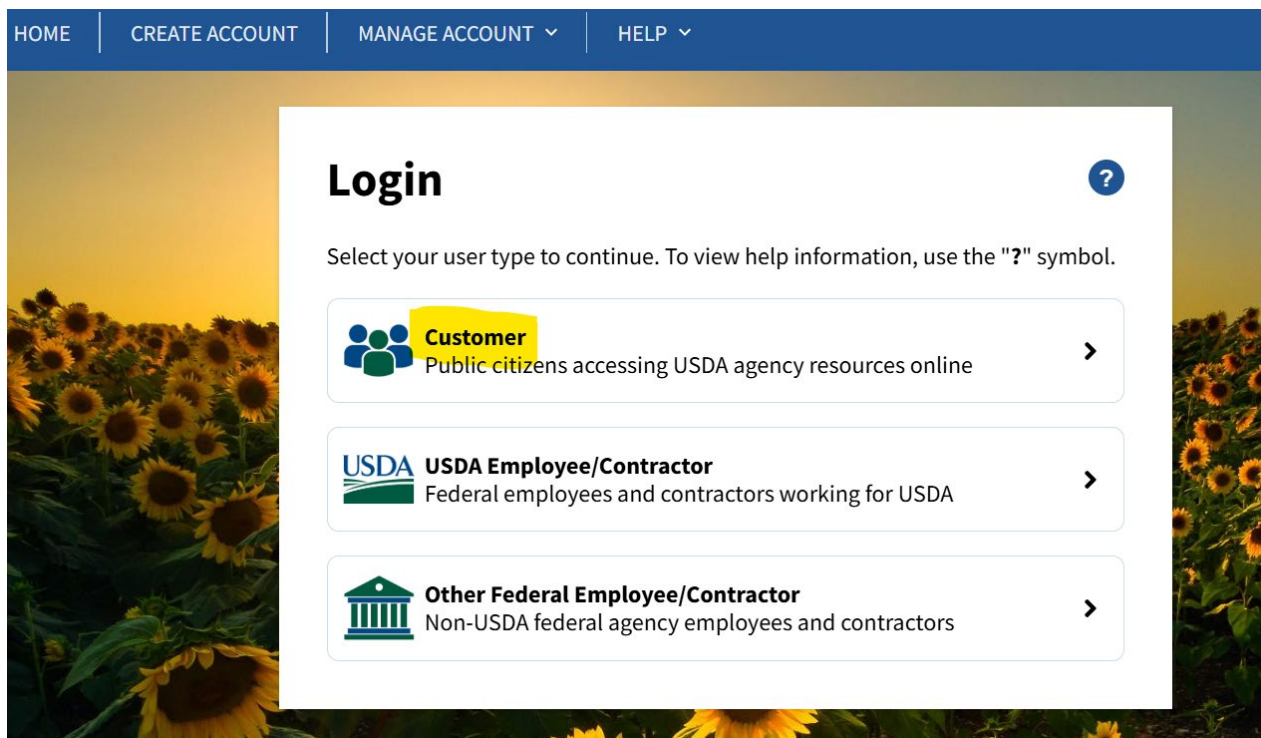 HOME CREATE ACCOUNT MANAGE ACCOUNT HELP
Login
?
Select your user type to continue. To view help information, use the "?" symbol.
Customer
Public citizens accessing USDA agency resources online
USDA
USDA Employee/Contractor
Federal employees and contractors working for USDA
Other Federal Employee/Contractor
Non-USDA federal agency employees and contractors